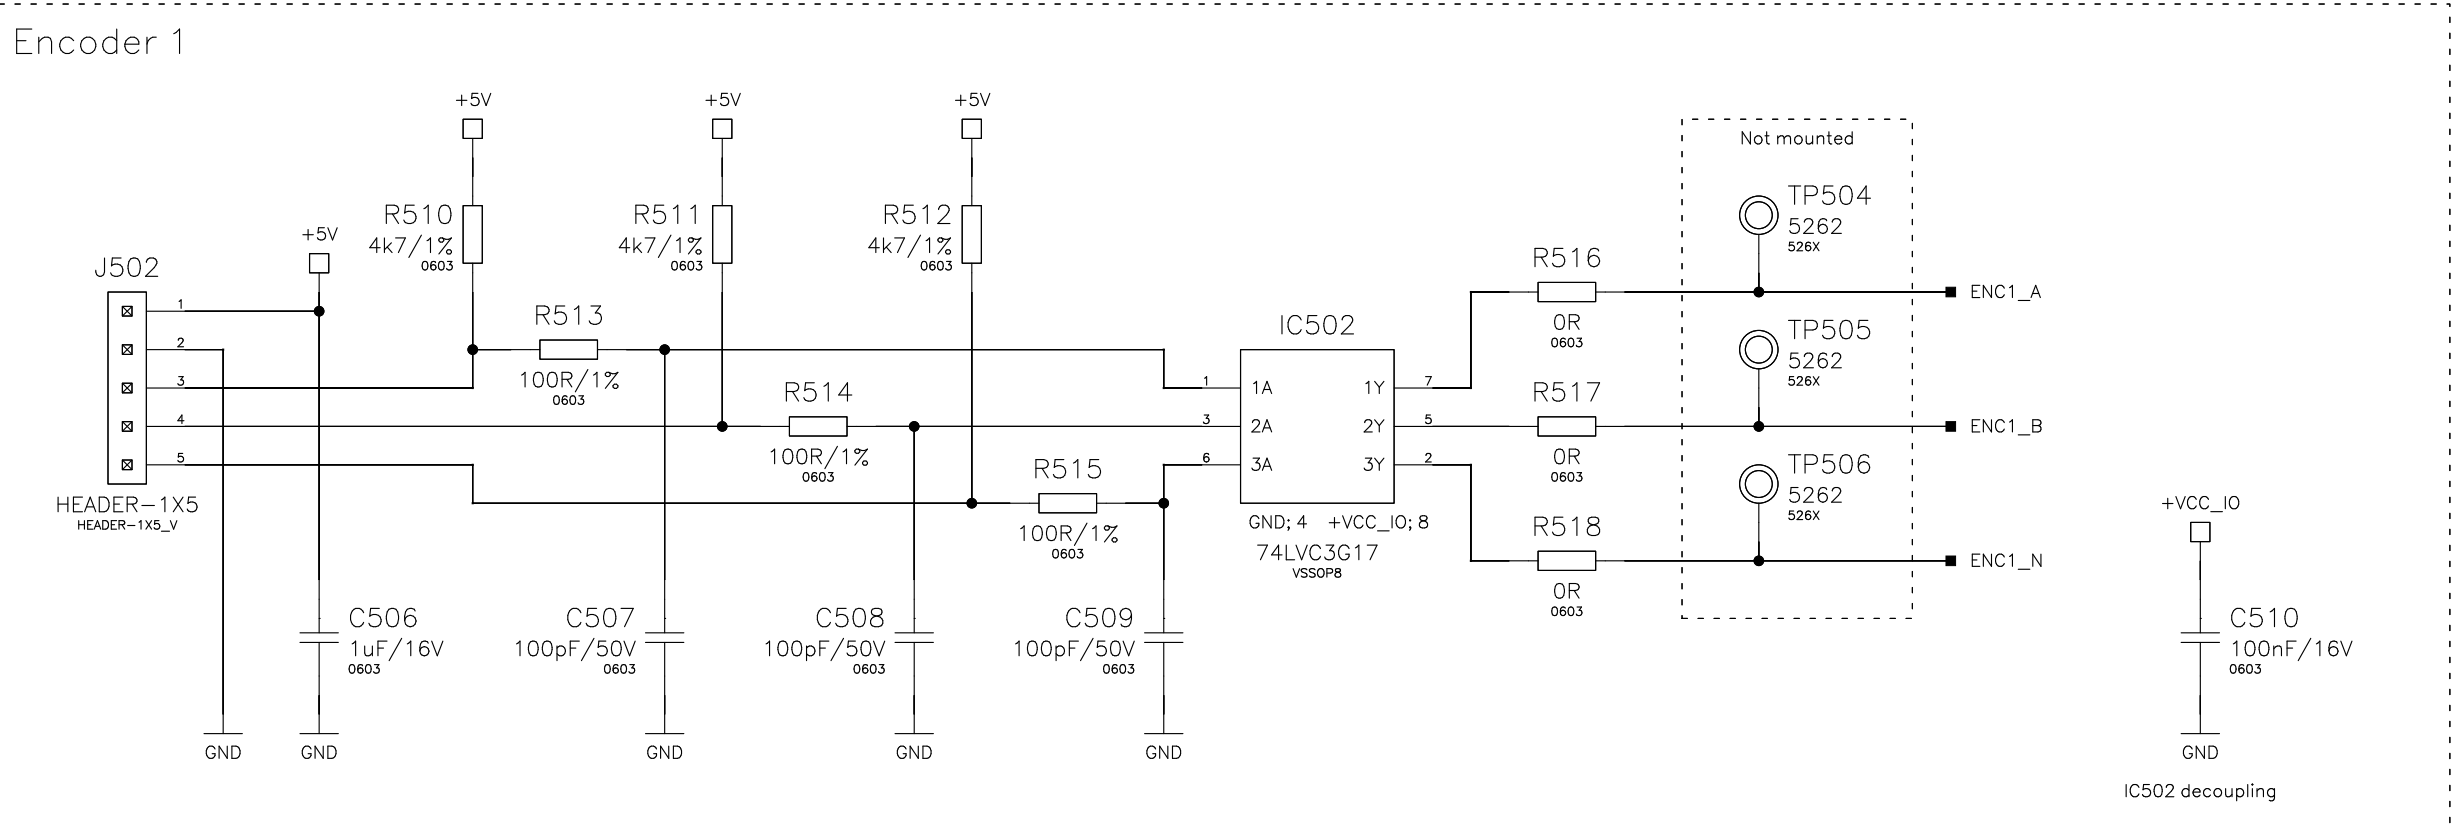 Encoder 1
+5V
+5V
+5V
Not mounted
TP504
5262
526X
R510
4k7/1%
0603
R511
4k7/1%
0603
R512
4k7/1%
0603
+5V
J502
1
2
3
4
5
HEADER-1X5
HEADER-1X5_V
R513
100R/1%
0603
R514
100R/1%
0603
R515
100R/1%
0603
IC502
1 1A 1Y 7
3 2A 2Y 5
6 3A 3Y 2
GND; 4 +VCC_IO; 8
74LVC3G17
VSSOP8
R516
0R
0603
ENC1_A
TP505
5262
526X
R517
0R
0603
ENC1_B
TP506
5262
526X
R518
0R
0603
ENC1_N
C506
1uF/16V
0603
C507
100pF/50V
0603
C508
100pF/50V
0603
C509
100pF/50V
0603
+VCC_IO
C510
100nF/16V
0603
GND
GND
GND
GND
GND
GND
IC502 decoupling